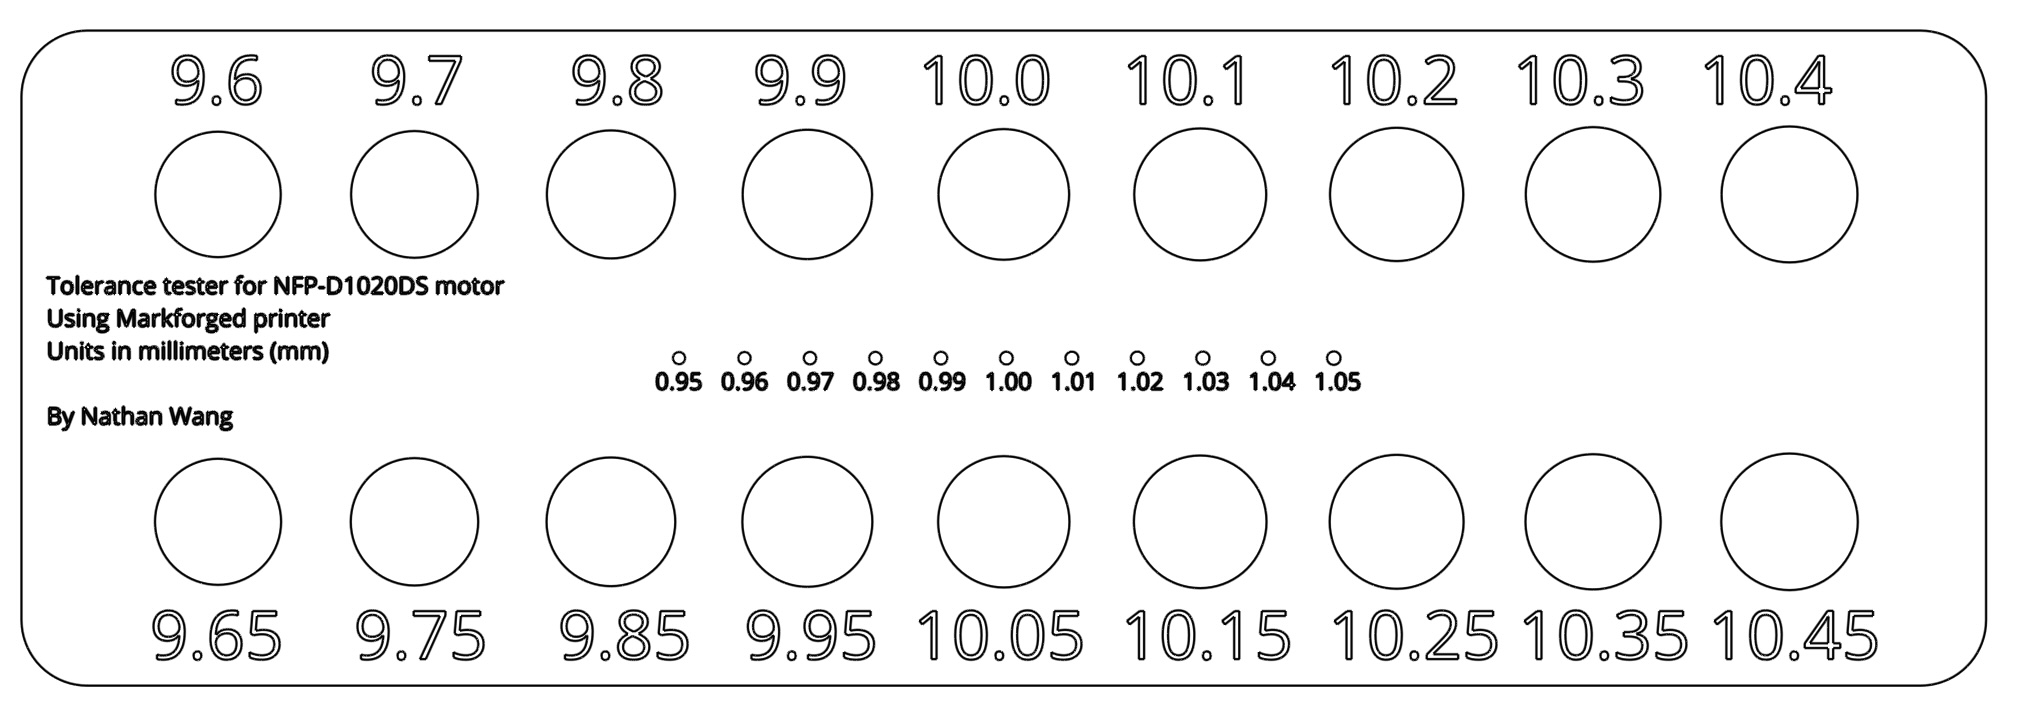 9.6 9.7 9.8 9.9 10.0 10.1 10.2 10.3 10.4
Tolerance tester for NFP-D1020DS motor
Using Markforged printer
Units in millimeters (mm)
0.95 0.96 0.97 0.98 0.99 1.00 1.01 1.02 1.03 1.04 1.05
By Nathan Wang
9.65 9.75 9.85 9.95 10.05 10.15 10.25 10.35 10.45